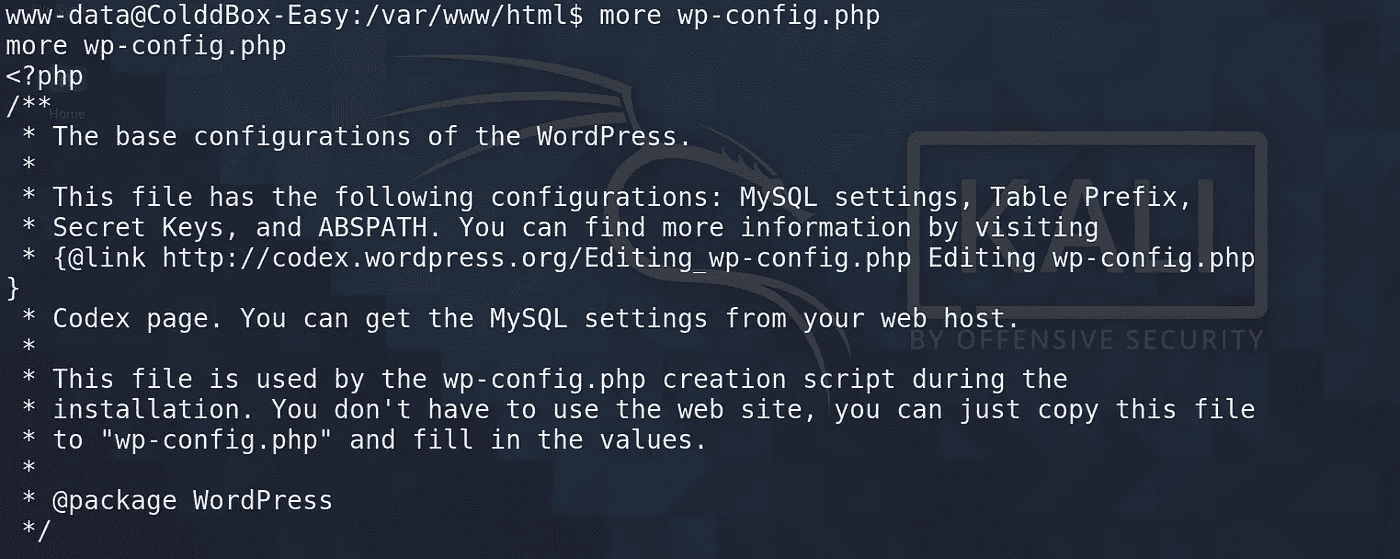 www-data@ColddBox-Easy:/var/www/html$ more wp-config.php
more wp-config.php
<?php
/**
Home
 * The base configurations of the WordPress.
 *
 * This file has the following configurations: MySQL settings, Table Prefix,
 * Secret Keys, and ABSPATH. You can find more information by visiting
 * {@link http://codex.wordpress.org/Editing_wp-config.php Editing wp-config.php
}
 * Codex page. You can get the MySQL settings from your web host.
 *
 * This file is used by the wp-config.php creation script during the
 * installation. You don't have to use the web site, you can just copy this file
 * to "wp-config.php" and fill in the values.
 *
 * @package WordPress
 */
KALI
BY OFFENSIVE SECURITY